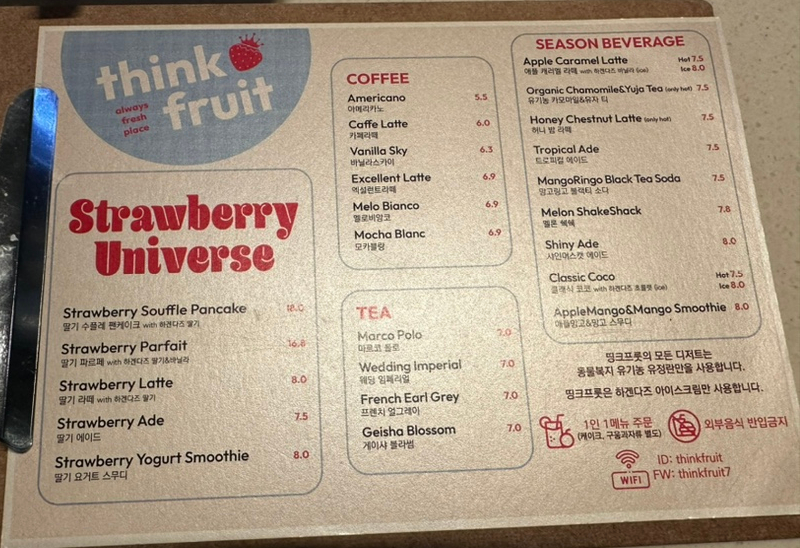 think
fruit
always
fresh
place
Strawberry
Universe
Strawberry Souffle Pancake 18.0
딸기 수플레 팬케이크 with 하겐다즈 딸기
Strawberry Parfait 16.8
딸기 파르페 with 하겐다즈 딸기&바닐라
Strawberry Latte 8.0
딸기 라떼 with 하겐다즈 딸기
Strawberry Ade 7.5
딸기 에이드
Strawberry Yogurt Smoothie 8.0
딸기 요거트 스무디
COFFEE
Americano 5.5
아메리카노
Caffe Latte 6.0
카페라떼
Vanilla Sky 6.3
바닐라스카이
Excellent Latte 6.9
엑설런트라떼
Melo Bianco 6.9
멜로비앙코
Mocha Blanc 6.9
모카블랑
TEA
Marco Polo 7.0
마르코 폴로
Wedding Imperial 7.0
웨딩 임페리얼
French Earl Grey 7.0
프렌치 얼그레이
Geisha Blossom 7.0
게이샤 블라썸
SEASON BEVERAGE
Apple Caramel Latte Hot 7.5
애플 캐러멜 라떼 with 하겐다즈 바닐라 (ice) Ice 8.0
Organic Chamomile&Yuja Tea (only hot) 7.5
유기농 카모마일&유자 티
Honey Chestnut Latte (only hot) 7.5
허니 밤 라떼
Tropical Ade 7.5
트로피컬 에이드
MangoRingo Black Tea Soda 7.5
망고링고 블랙티 소다
Melon ShakeShack 7.8
멜론 쉑쉑
Shiny Ade 8.0
샤인머스캣 에이드
Classic Coco Hot 7.5
클래식 코코 with 하겐다즈 초콜릿 (ice) Ice 8.0
AppleMango&Mango Smoothie 8.0
애플망고&망고 스무디
띵크프룻의 모든 디저트는
동물복지 유기농 유정란만을 사용합니다.
띵크프룻은 하겐다즈 아이스크림만 사용합니다.
1인 1메뉴 주문
(케이크, 구움과자류 별도)
외부음식 반입금지
WIFI
ID: thinkfruit
FW: thinkfruit7